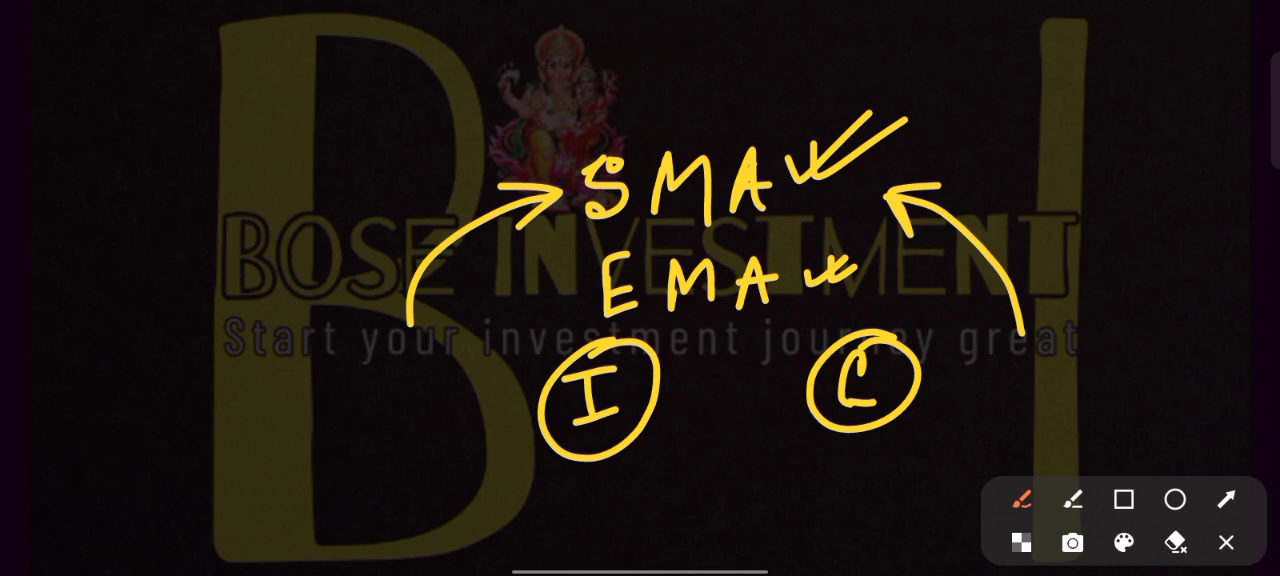 SMA
BOSE INVESTMENT
EMA
Start your investment journey great
I C